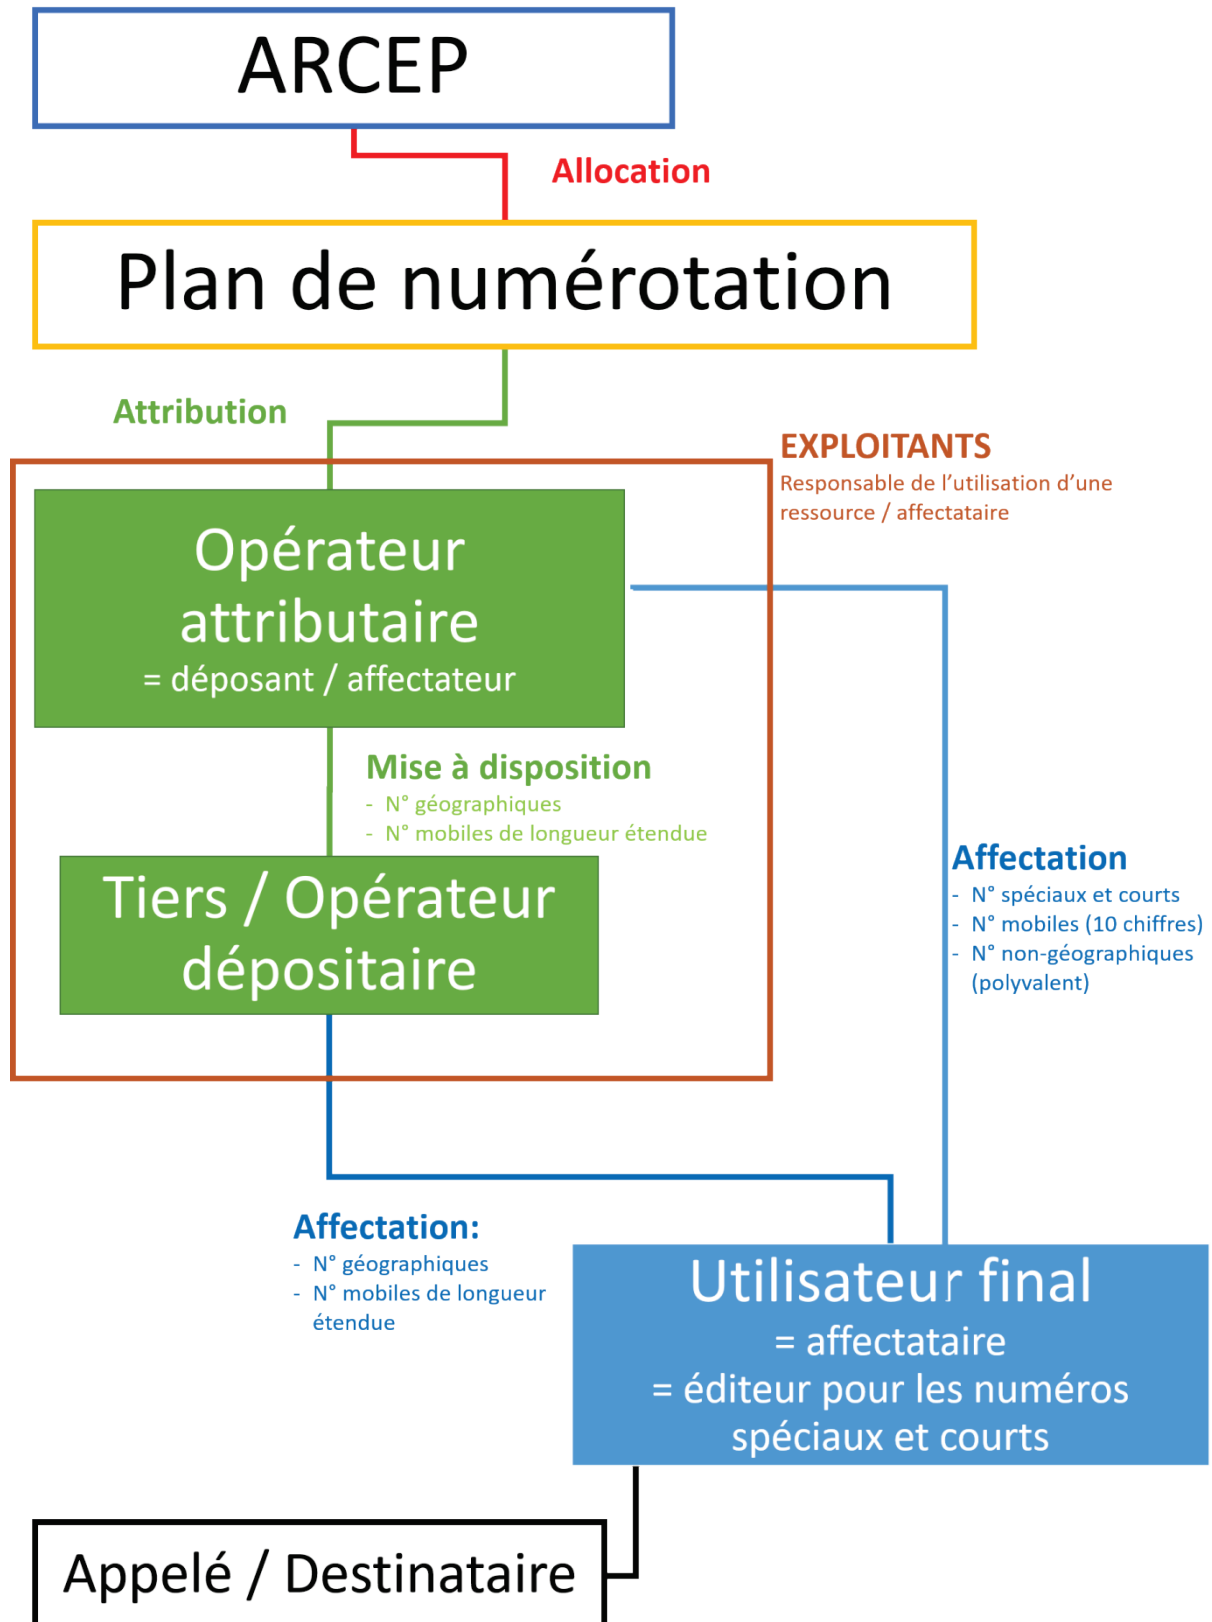 ARCEP
Allocation
Plan de numérotation
Attribution
EXPLOITANTS
Responsable de l'utilisation d'une
ressource / affectataire
Opérateur
attributaire
= déposant / affectateur
Mise à disposition
- N° géographiques
- N° mobiles de longueur étendue
Tiers / Opérateur
dépositaire
Affectation
- N° spéciaux et courts
- N° mobiles (10 chiffres)
- N° non-géographiques
(polyvalent)
Affectation:
- N° géographiques
- N° mobiles de longueur
étendue
Utilisateur final
= affectataire
= éditeur pour les numéros
spéciaux et courts
Appelé / Destinataire